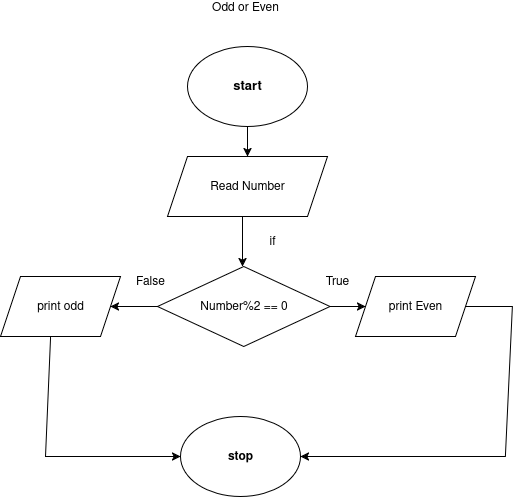 Odd or Even
start
Read Number
if
False
True
print odd
Number%2 == 0
print Even
stop